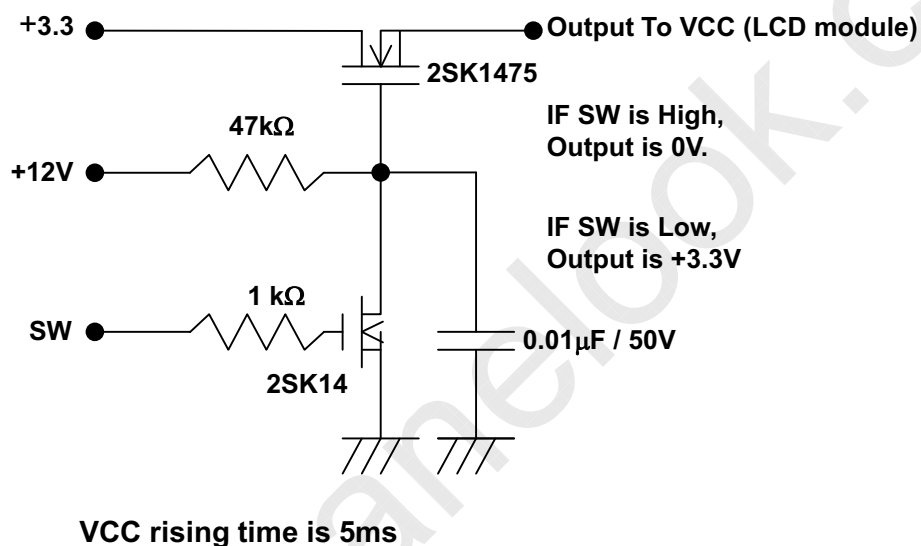 +3.3
Output To VCC (LCD module)
2SK1475
47kΩ
IF SW is High,
Output is 0V.
+12V
IF SW is Low,
Output is +3.3V
1 kΩ
SW
0.01μF / 50V
2SK14
VCC rising time is 5ms
anelook.c